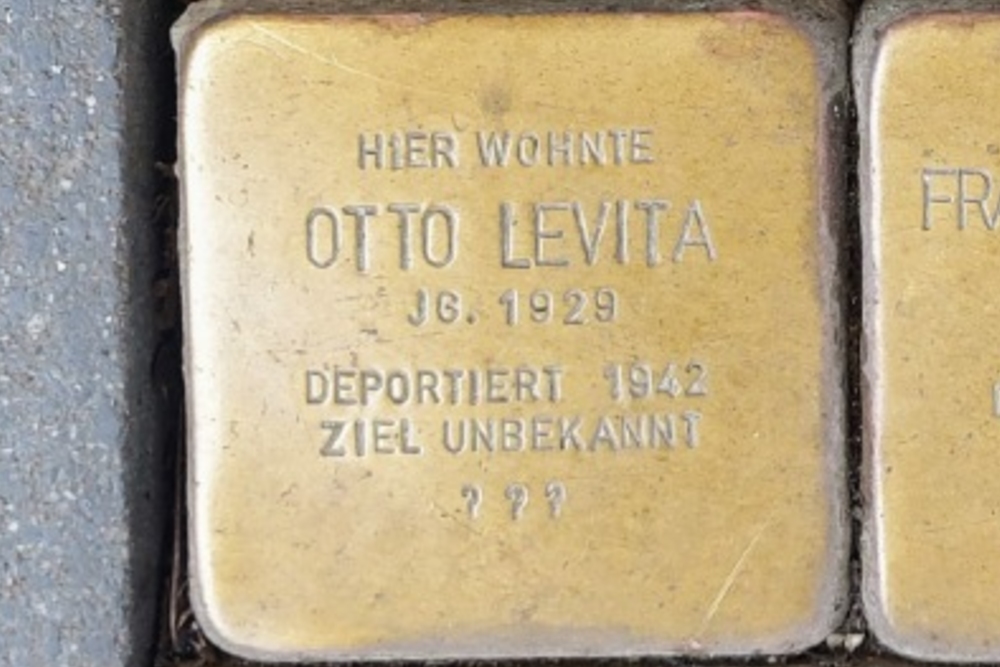 HIER WOHNTE
OTTO LEVITA
JG. 1929
DEPORTIERT 1942
ZIEL UNBEKANNT
? ? ?